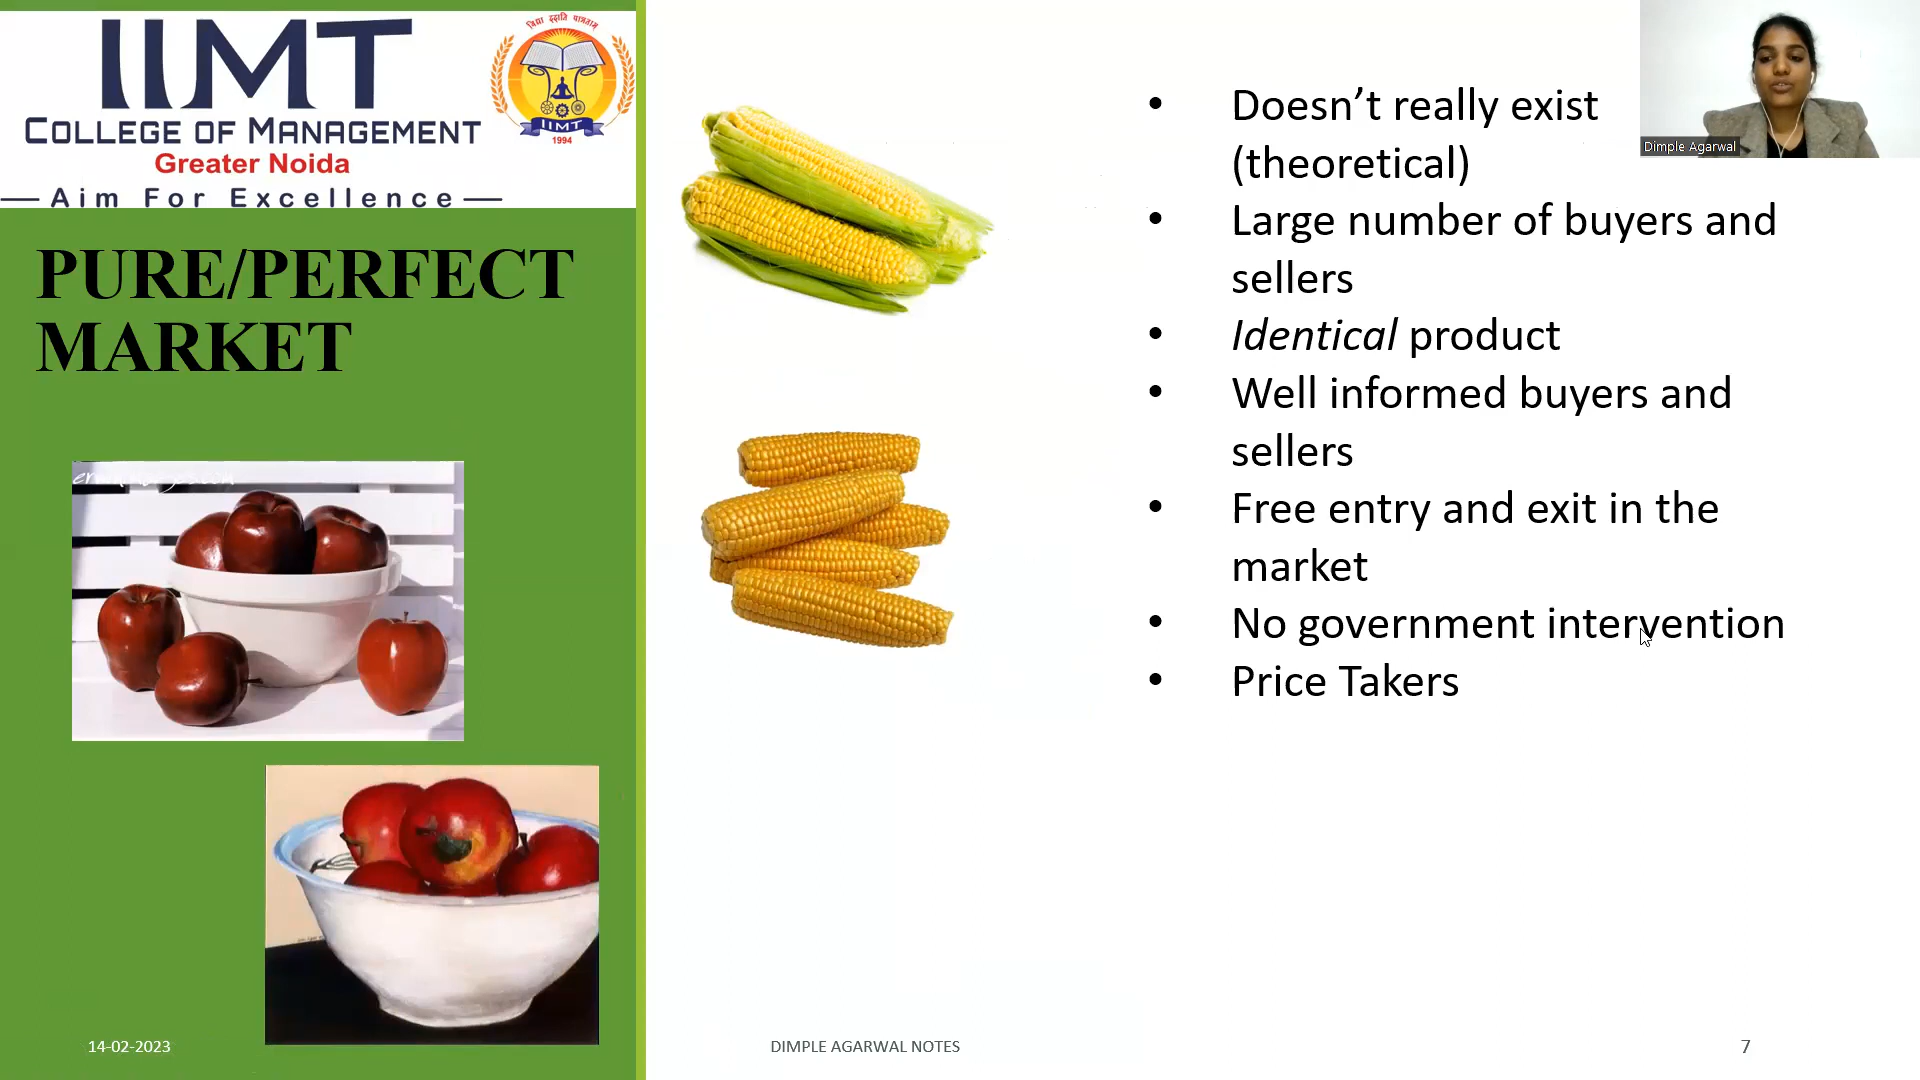 IIMT
COLLEGE OF MANAGEMENT
Greater Noida
Aim For Excellence
IIMT
1994
PURE/PERFECT
MARKET
• Doesn’t really exist
(theoretical)
• Large number of buyers and
sellers
• Identical product
• Well informed buyers and
sellers
• Free entry and exit in the
market
• No government intervention
• Price Takers
Dimple Agarwal
14-02-2023
DIMPLE AGARWAL NOTES
7